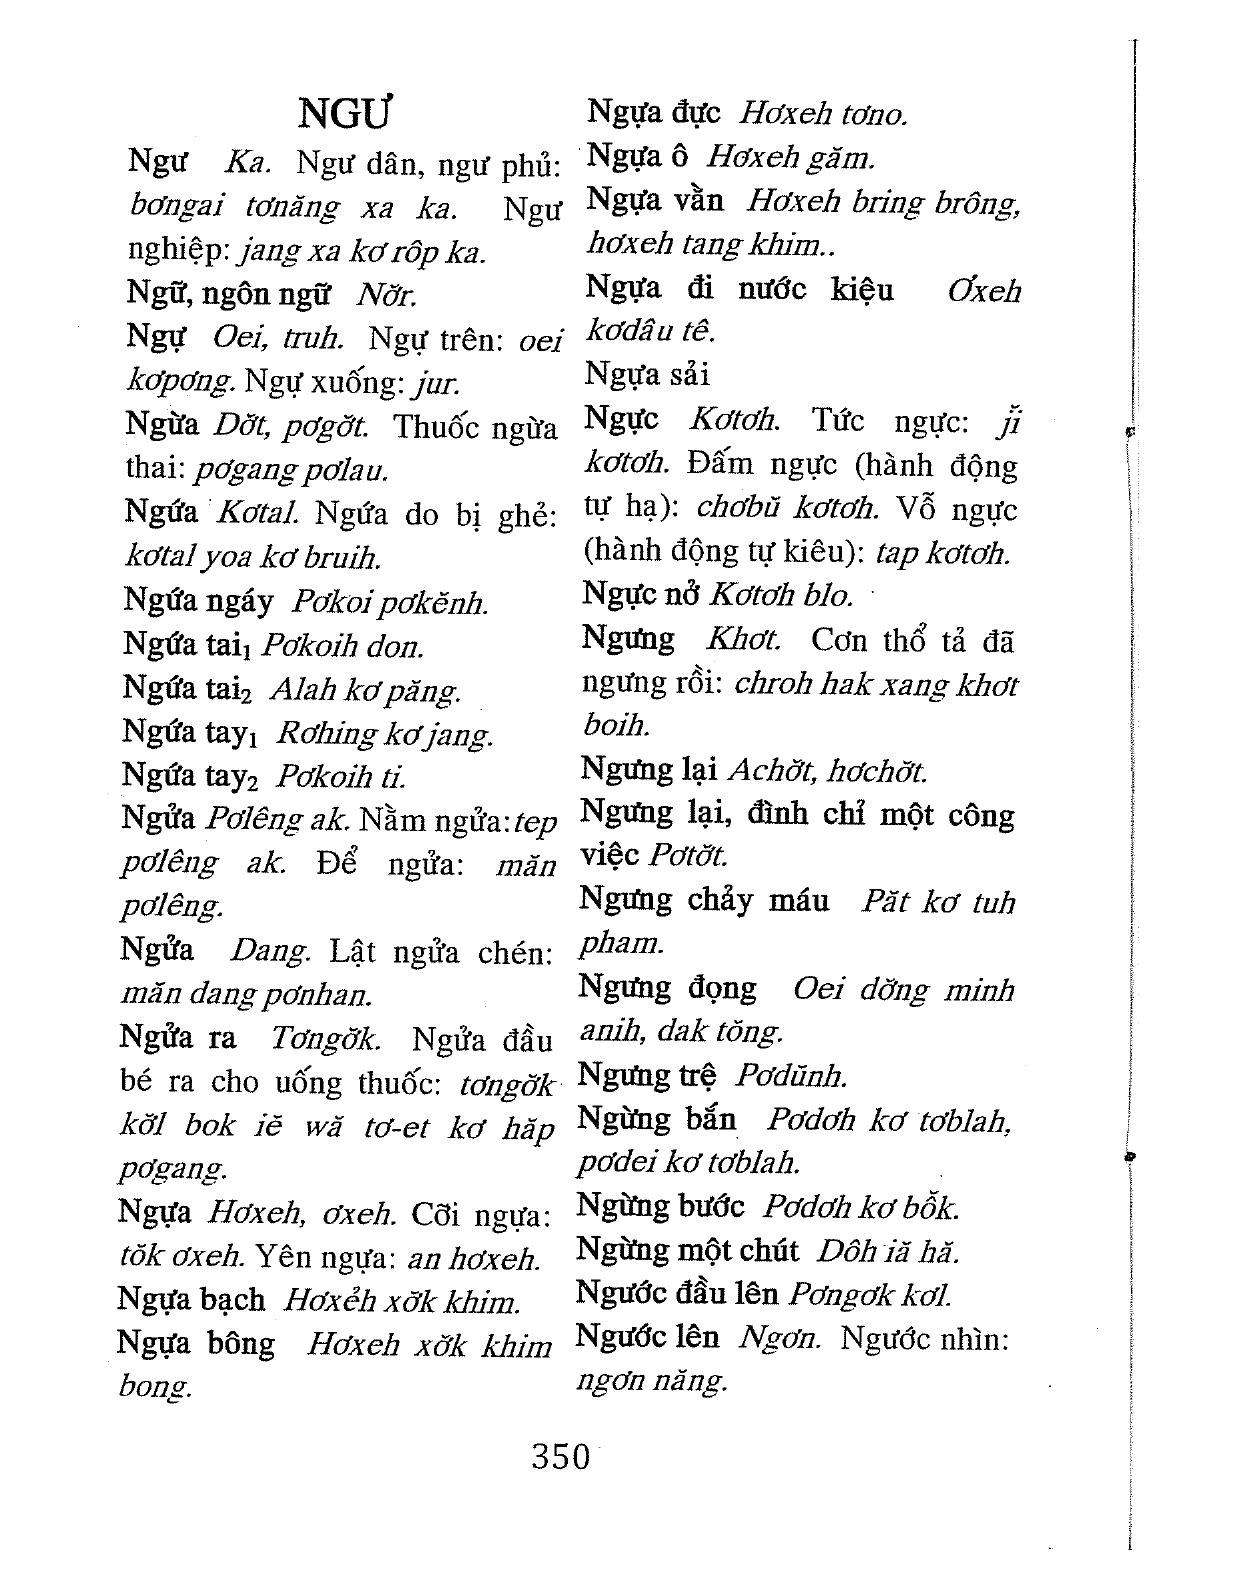 NGƯ
Ngư Ka. Ngư dân, ngư phủ:
bơngai tơnăng xa ka. Ngư
nghiệp: jang xa kơ rôp ka.
Ngữ, ngôn ngữ Nơ̆r.
Ngự Oei, truh. Ngự trên: oei
kơpơng. Ngự xuống: jur.
Ngừa Dơ̆t, pơgơ̆t. Thuốc ngừa
thai: pơgang pơlau.
Ngứa Kơtal. Ngứa do bị ghẻ:
kơtal yoa kơ bruih.
Ngứa ngáy Pơkoi pơkĕnh.
Ngứa tai₁ Pơkoih don.
Ngứa tai₂ Alah kơ păng.
Ngứa tay₁ Rơhing kơ jang.
Ngứa tay₂ Pơkoih ti.
Ngửa Pơlêng ak. Nằm ngửa: tep
pơlêng ak. Để ngửa: măn
pơlêng.
Ngửa Dang. Lật ngửa chén:
măn dang pơnhan.
Ngửa ra Tơngơ̆k. Ngửa đầu
bé ra cho uống thuốc: tơngơ̆k
kơ̆l bok iĕ wă tơ-et kơ hăp
pơgang.
Ngựa Hơxeh, ơxeh. Cỡi ngựa:
tŏk ơxeh. Yên ngựa: an hơxeh.
Ngựa bạch Hơxẻh xơ̆k khim.
Ngựa bông Hơxeh xơ̆k khim
bong.
Ngựa đực Hơxeh tơno.
Ngựa ô Hơxeh găm.
Ngựa vằn Hơxeh bring brông,
hơxeh tang khim..
Ngựa đi nước kiệu Ơxeh
kơdâu tê.
Ngựa sải
Ngực Kơtơh. Tức ngực: jĭ
kơtơh. Đấm ngực (hành động
tự hạ): chơbŭ kơtơh. Vỗ ngực
(hành động tự kiêu): tap kơtơh.
Ngực nở Kơtơh blo.
Ngưng Khơt. Cơn thổ tả đã
ngưng rồi: chroh hak xang khơt
boih.
Ngưng lại Achơ̆t, hơchơ̆t.
Ngưng lại, đình chỉ một công
việc Pơtơ̆t.
Ngưng chảy máu Păt kơ tuh
pham.
Ngưng đọng Oei dơ̆ng minh
anih, dak tŏng.
Ngưng trệ Pơdŭnh.
Ngừng bắn Pơdơh kơ tơblah,
pơdei kơ tơblah.
Ngừng bước Pơdơh kơ bô̆k.
Ngừng một chút Dôh iă hă.
Ngước đầu lên Pơngơk kơl.
Ngước lên Ngơn. Ngước nhìn:
ngơn năng.
350